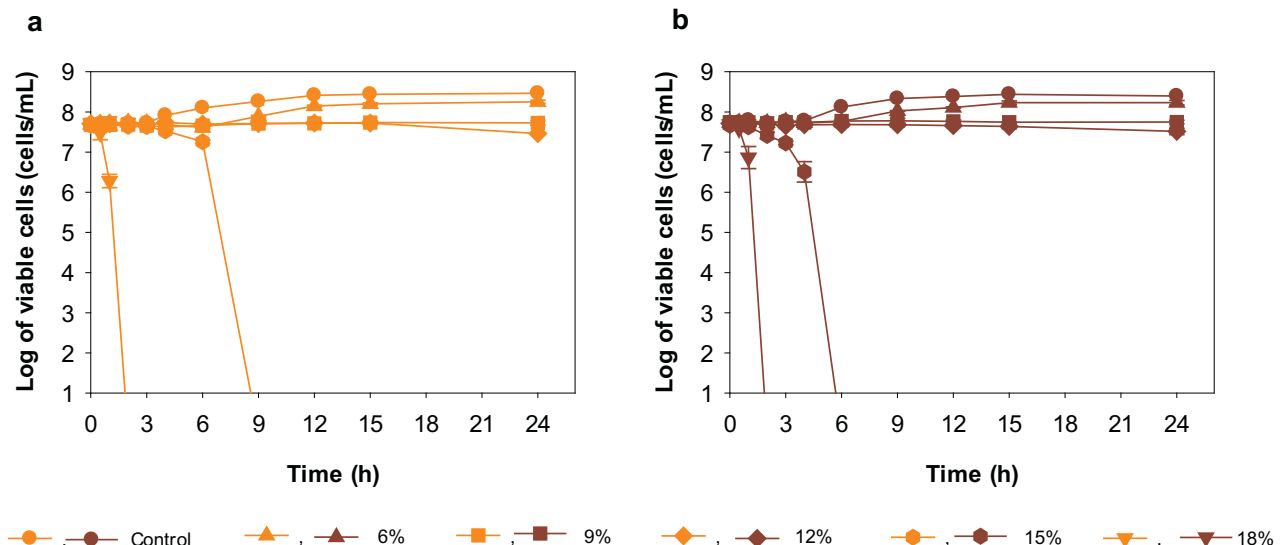 a
b
Log of viable cells (cells/mL)
9
8
7
6
5
4
3
2
1
0 3 6 9 12 15 18 21 24
Time (h)
Log of viable cells (cells/mL)
9
8
7
6
5
4
3
2
1
0 3 6 9 12 15 18 21 24
Time (h)
, Control , 6% , 9% , 12% , 15% , 18%